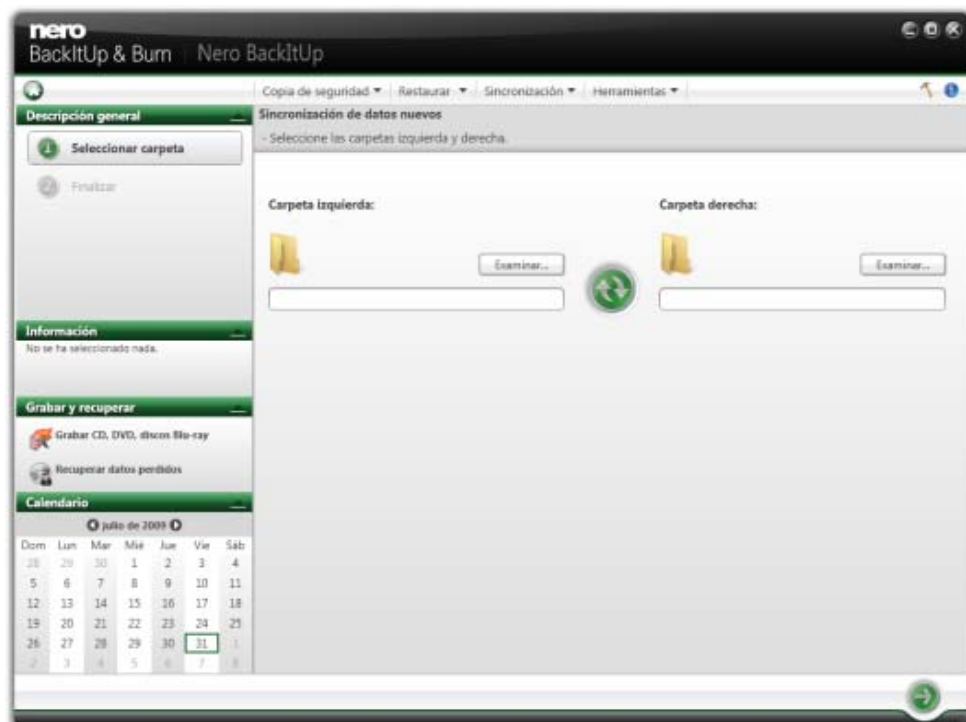 nero
BackItUp & Burn | Nero BackItUp
Copia de seguridad Restaurar Sincronización Herramientas
Descripción general
1 Seleccionar carpeta
2 Finalizar
Sincronización de datos nuevos
- Seleccione las carpetas izquierda y derecha.
Carpeta izquierda:
Examinar...
Carpeta derecha:
Examinar...
Información
No se ha seleccionado nada.
Grabar y recuperar
Grabar CD, DVD, discos Blu-ray
Recuperar datos perdidos
Calendario
julio de 2009
Dom Lun Mar Mié Jue Vie Sáb
28 29 30 1 2 3 4
5 6 7 8 9 10 11
12 13 14 15 16 17 18
19 20 21 22 23 24 25
26 27 28 29 30 31 1
2 3 4 5 6 7 8